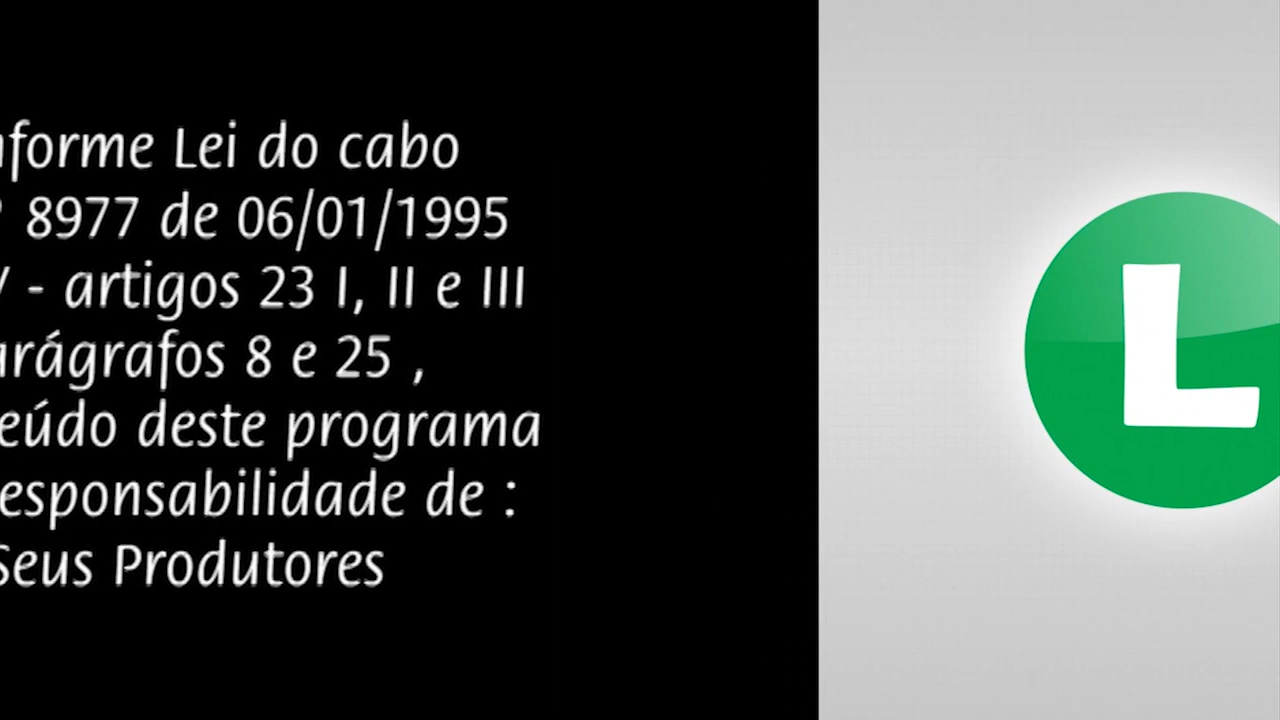 nforme Lei do cabo
8977 de 06/01/1995
- artigos 23 I, II e III
arágrafos 8 e 25 ,
eúdo deste programa
esponsabilidade de :
Seus Produtores
L